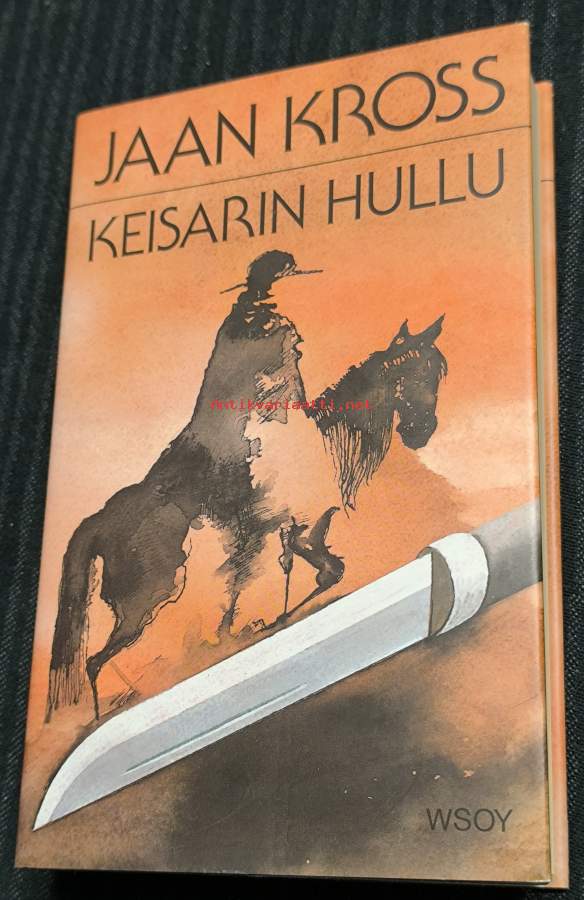 JAAN KROSS
KEISARIN HULLU
Antikvariaatti.net
WSOY